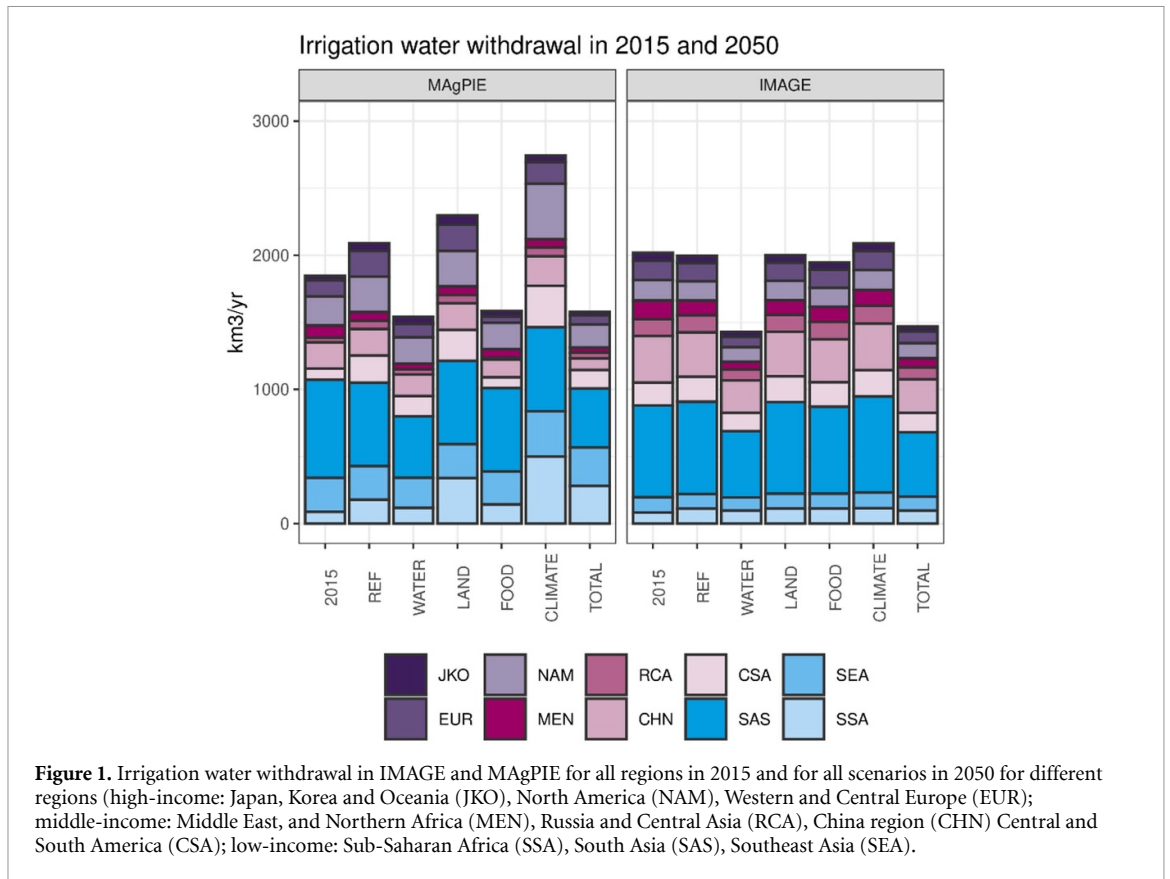 Irrigation water withdrawal in 2015 and 2050
MAgPIE
IMAGE
km3/yr
3000
2000
1000
0
2015
REF
WATER
LAND
FOOD
CLIMATE
TOTAL
2015
REF
WATER
LAND
FOOD
CLIMATE
TOTAL
JKO NAM RCA CSA SEA
EUR MEN CHN SAS SSA
Figure 1. Irrigation water withdrawal in IMAGE and MAgPIE for all regions in 2015 and for all scenarios in 2050 for different
regions (high-income: Japan, Korea and Oceania (JKO), North America (NAM), Western and Central Europe (EUR);
middle-income: Middle East, and Northern Africa (MEN), Russia and Central Asia (RCA), China region (CHN) Central and
South America (CSA); low-income: Sub-Saharan Africa (SSA), South Asia (SAS), Southeast Asia (SEA).